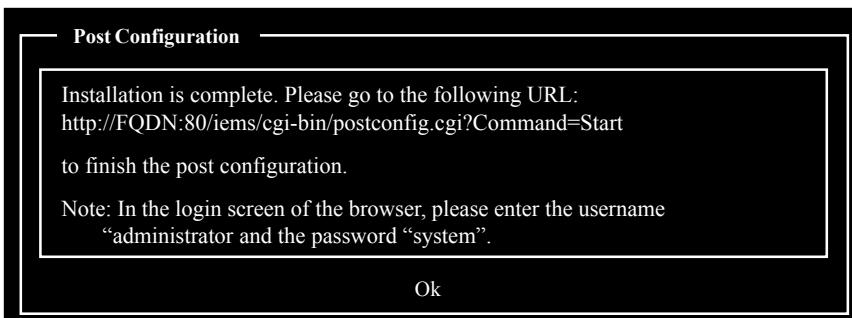 Post Configuration
Installation is complete. Please go to the following URL:
http://FQDN:80/iems/cgi-bin/postconfig.cgi?Command=Start
to finish the post configuration.
Note: In the login screen of the browser, please enter the username
“administrator and the password “system”.
Ok